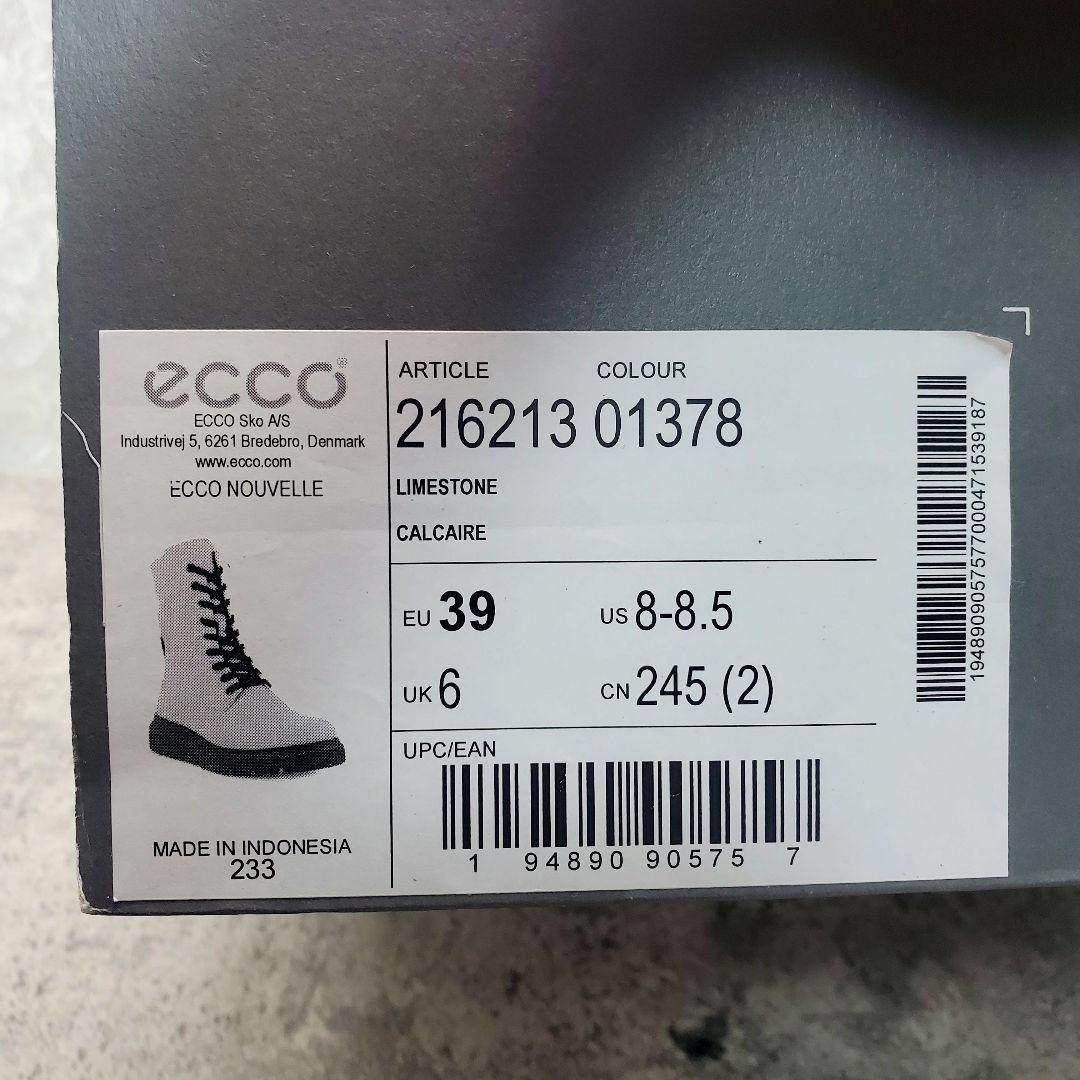 ecco®
ECCO Sko A/S
Industrivej 5, 6261 Bredebro, Denmark
www.ecco.com
ECCO NOUVELLE
MADE IN INDONESIA
233
ARTICLE COLOUR
216213 01378
LIMESTONE
CALCAIRE
EU 39 US 8-8.5
UK 6 CN 245 (2)
UPC/EAN
1 94890 90575 7
1948909057577000471539187